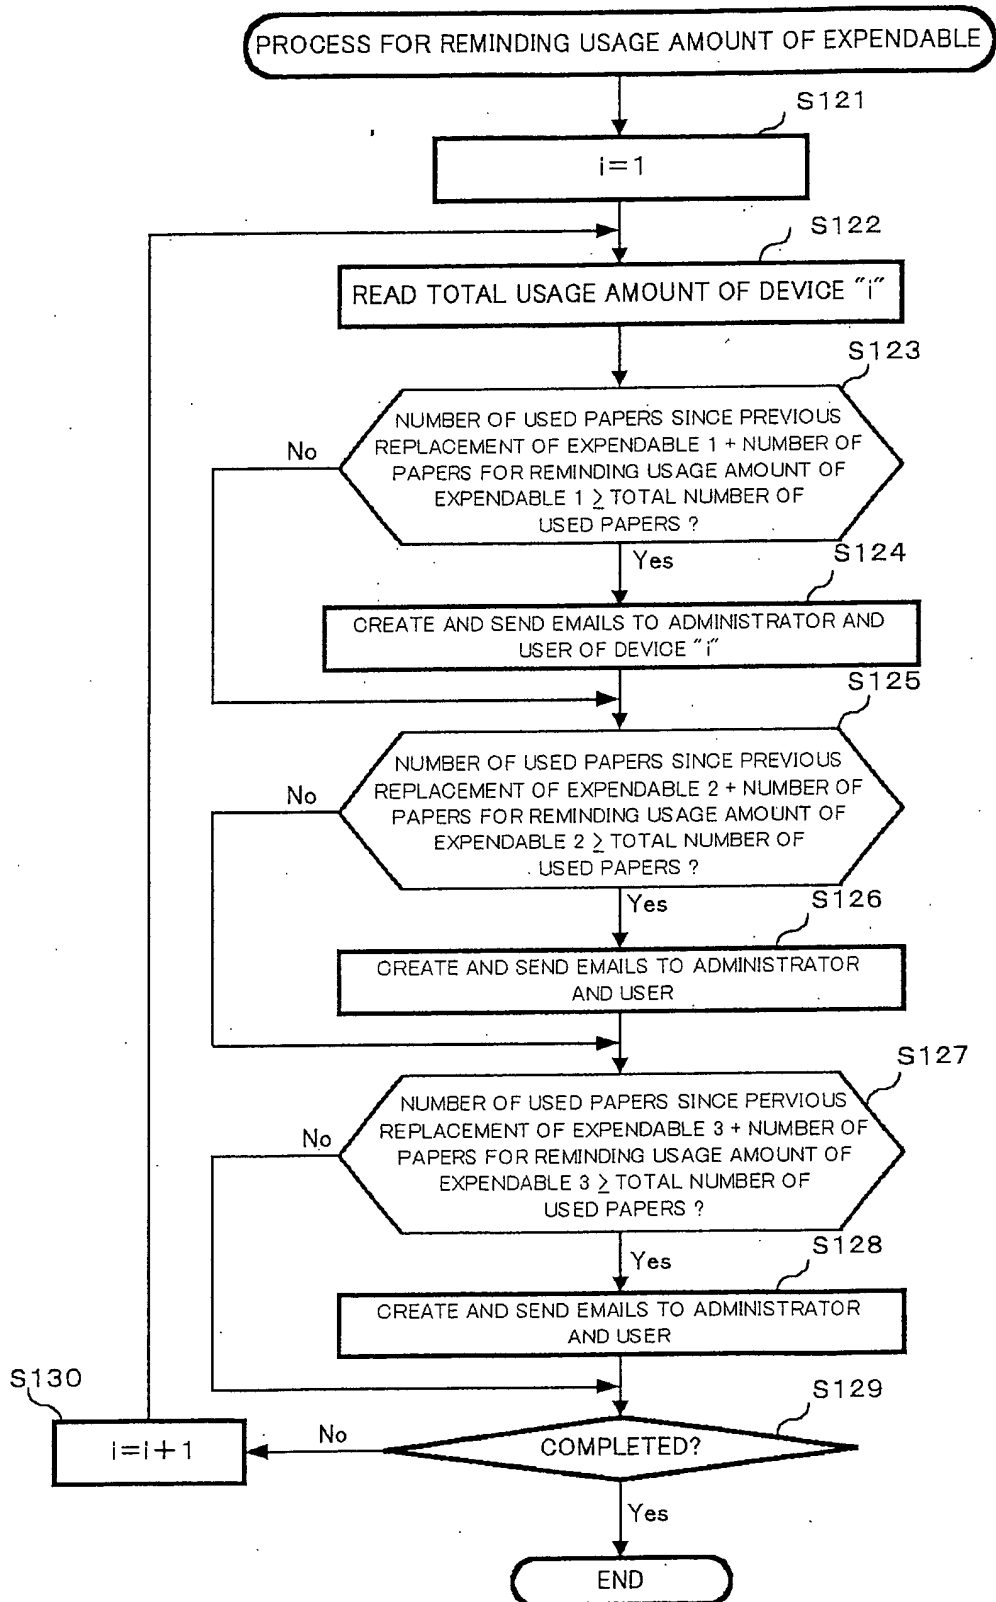 PROCESS FOR REMINDING USAGE AMOUNT OF EXPENDABLE
S121
i=1
S122
READ TOTAL USAGE AMOUNT OF DEVICE "i"
S123
NUMBER OF USED PAPERS SINCE PREVIOUS
REPLACEMENT OF EXPENDABLE 1 + NUMBER OF
PAPERS FOR REMINDING USAGE AMOUNT OF
EXPENDABLE 1 ≥ TOTAL NUMBER OF
USED PAPERS ?
No
Yes
S124
CREATE AND SEND EMAILS TO ADMINISTRATOR AND
USER OF DEVICE "i"
S125
NUMBER OF USED PAPERS SINCE PREVIOUS
REPLACEMENT OF EXPENDABLE 2 + NUMBER OF
PAPERS FOR REMINDING USAGE AMOUNT OF
EXPENDABLE 2 ≥ TOTAL NUMBER OF
USED PAPERS ?
No
Yes
S126
CREATE AND SEND EMAILS TO ADMINISTRATOR
AND USER
S127
NUMBER OF USED PAPERS SINCE PERVIOUS
REPLACEMENT OF EXPENDABLE 3 + NUMBER OF
PAPERS FOR REMINDING USAGE AMOUNT OF
EXPENDABLE 3 ≥ TOTAL NUMBER OF
USED PAPERS ?
No
Yes
S128
CREATE AND SEND EMAILS TO ADMINISTRATOR
AND USER
S129
COMPLETED?
No
S130
i=i+1
Yes
END